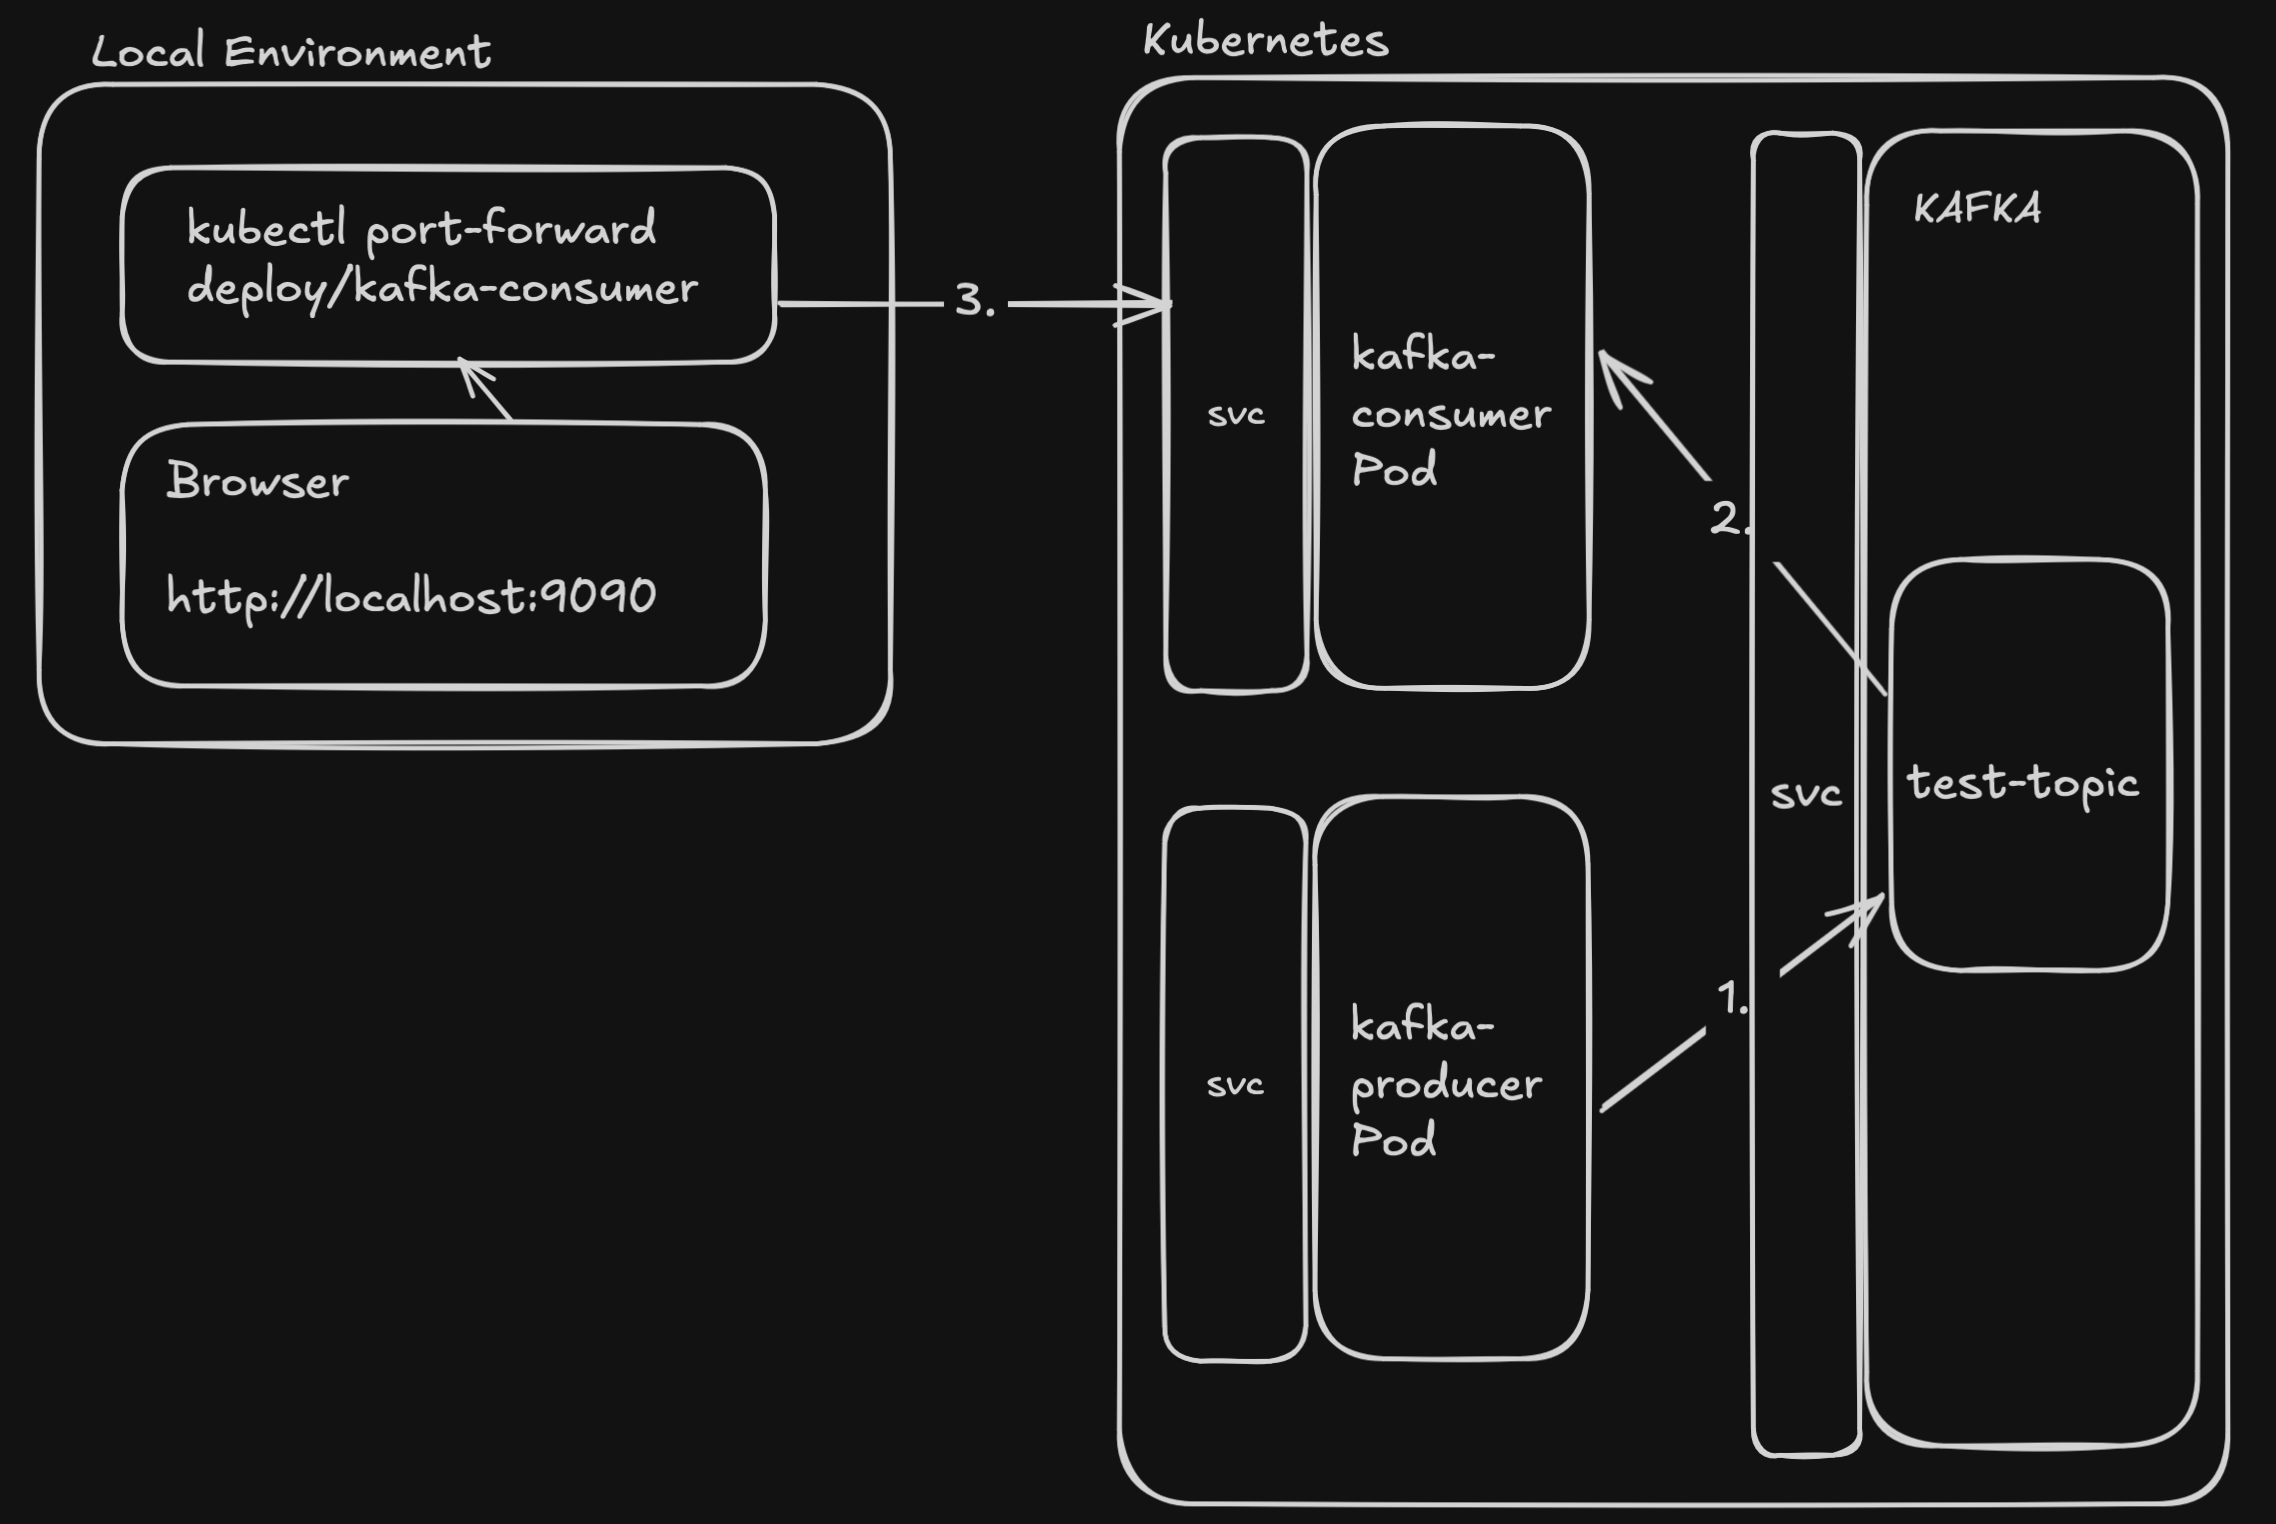 Local Environment
kubectl port-forward
deploy/kafka-consumer
Browser
http://localhost:9090
3.
Kubernetes
svc
kafka-
consumer
Pod
2.
KAFKA
svc
test-topic
1.
svc
kafka-
producer
Pod